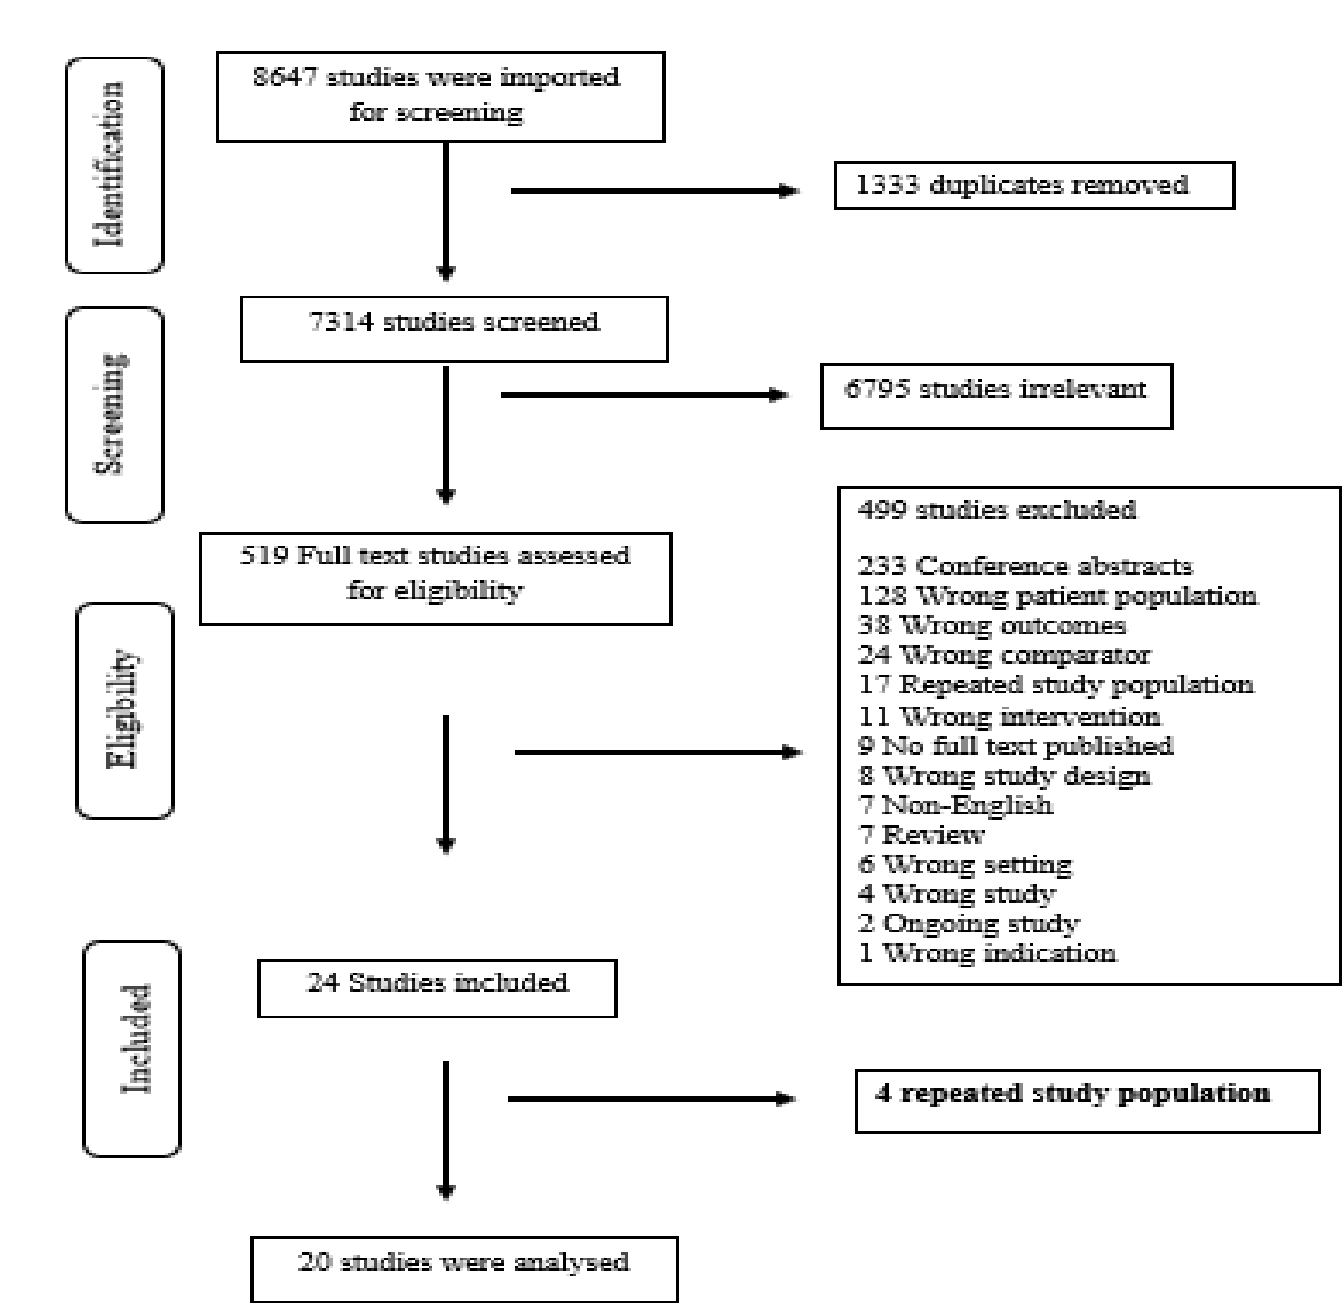 Identification
8647 studies were imported
for screening
1333 duplicates removed
Screening
7314 studies screened
6795 studies irrelevant
519 Full text studies assessed
for eligibility
Eligibility
499 studies excluded
233 Conference abstracts
128 Wrong patient population
38 Wrong outcomes
24 Wrong comparator
17 Repeated study population
11 Wrong intervention
9 No full text published
8 Wrong study design
7 Non-English
7 Review
6 Wrong setting
4 Wrong study
2 Ongoing study
1 Wrong indication
Included
24 Studies included
4 repeated study population
20 studies were analysed